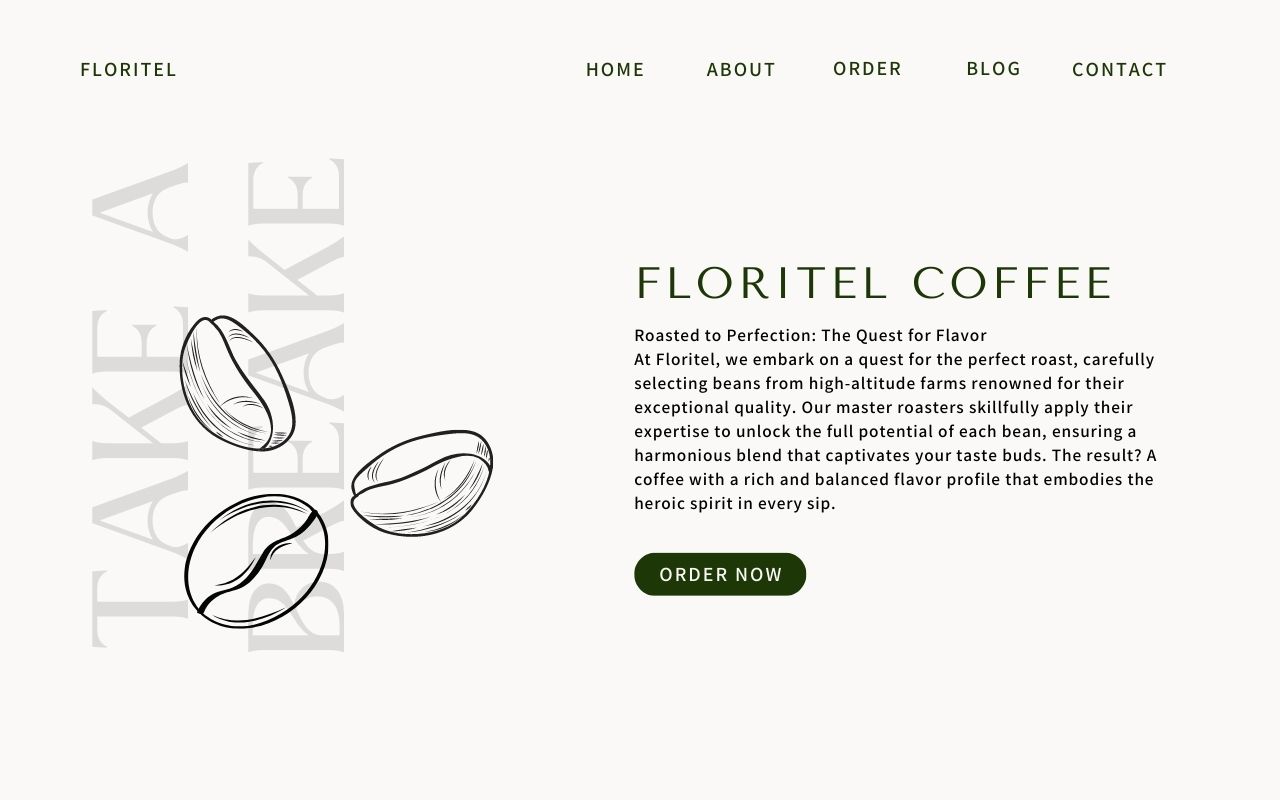 FLORITEL
HOME ABOUT ORDER BLOG CONTACT
TAKE A
BREAKE
FLORITEL COFFEE
Roasted to Perfection: The Quest for Flavor
At Floritel, we embark on a quest for the perfect roast, carefully
selecting beans from high-altitude farms renowned for their
exceptional quality. Our master roasters skillfully apply their
expertise to unlock the full potential of each bean, ensuring a
harmonious blend that captivates your taste buds. The result? A
coffee with a rich and balanced flavor profile that embodies the
heroic spirit in every sip.
ORDER NOW